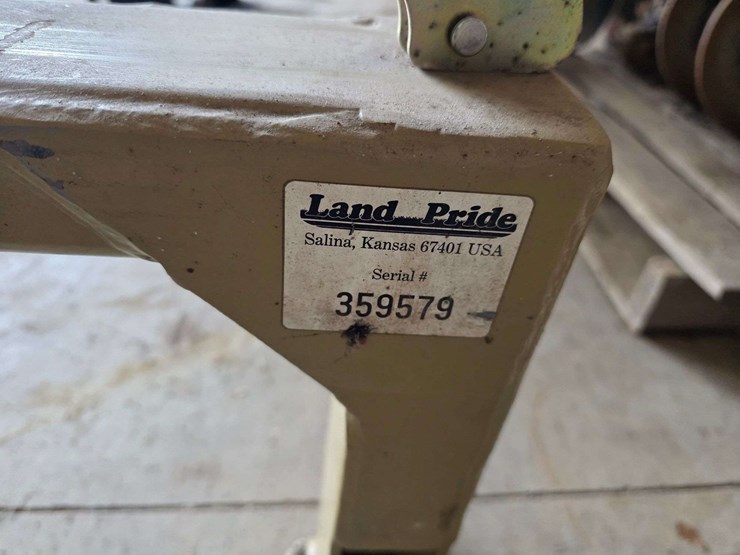 Land Pride
Salina, Kansas 67401 USA
Serial #
359579